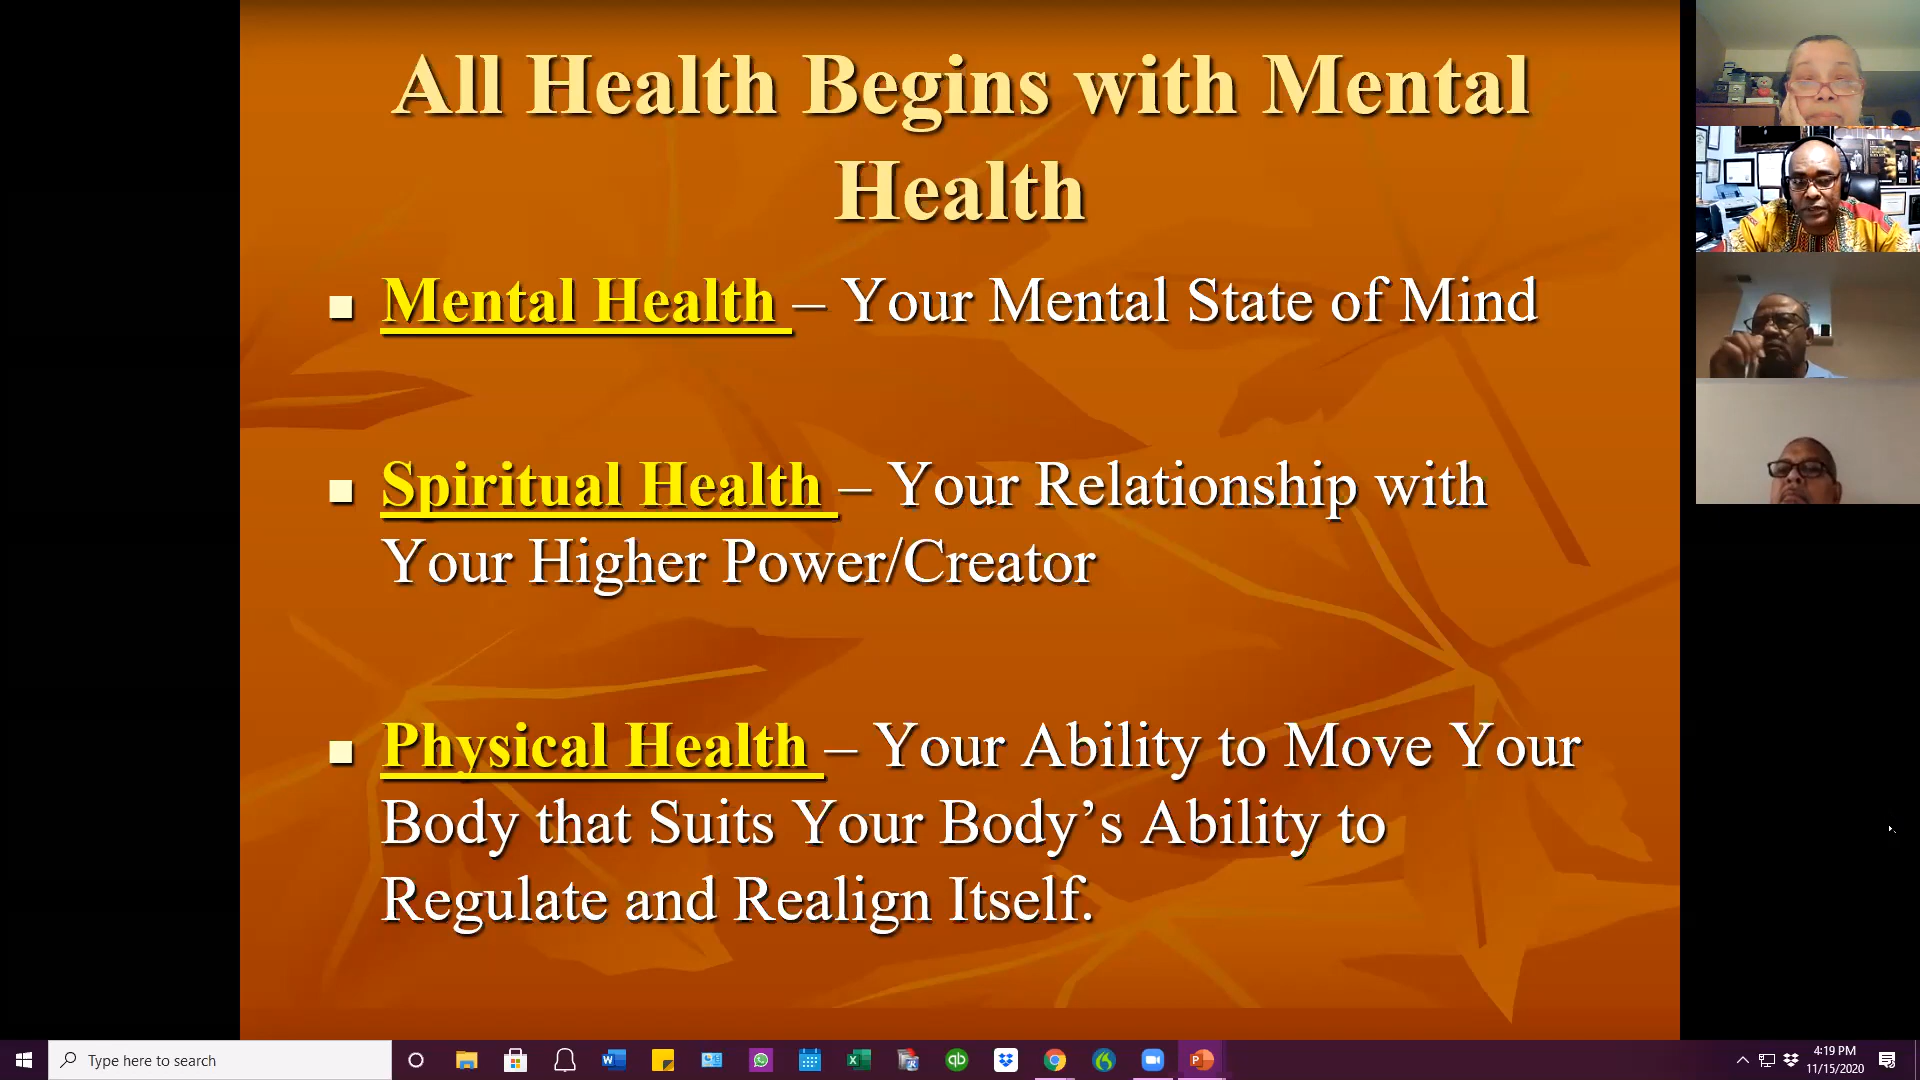 All Health Begins with Mental
Health
Mental Health – Your Mental State of Mind
Spiritual Health – Your Relationship with
Your Higher Power/Creator
Physical Health – Your Ability to Move Your
Body that Suits Your Body’s Ability to
Regulate and Realign Itself.
Type here to search
4:19 PM
11/15/2020